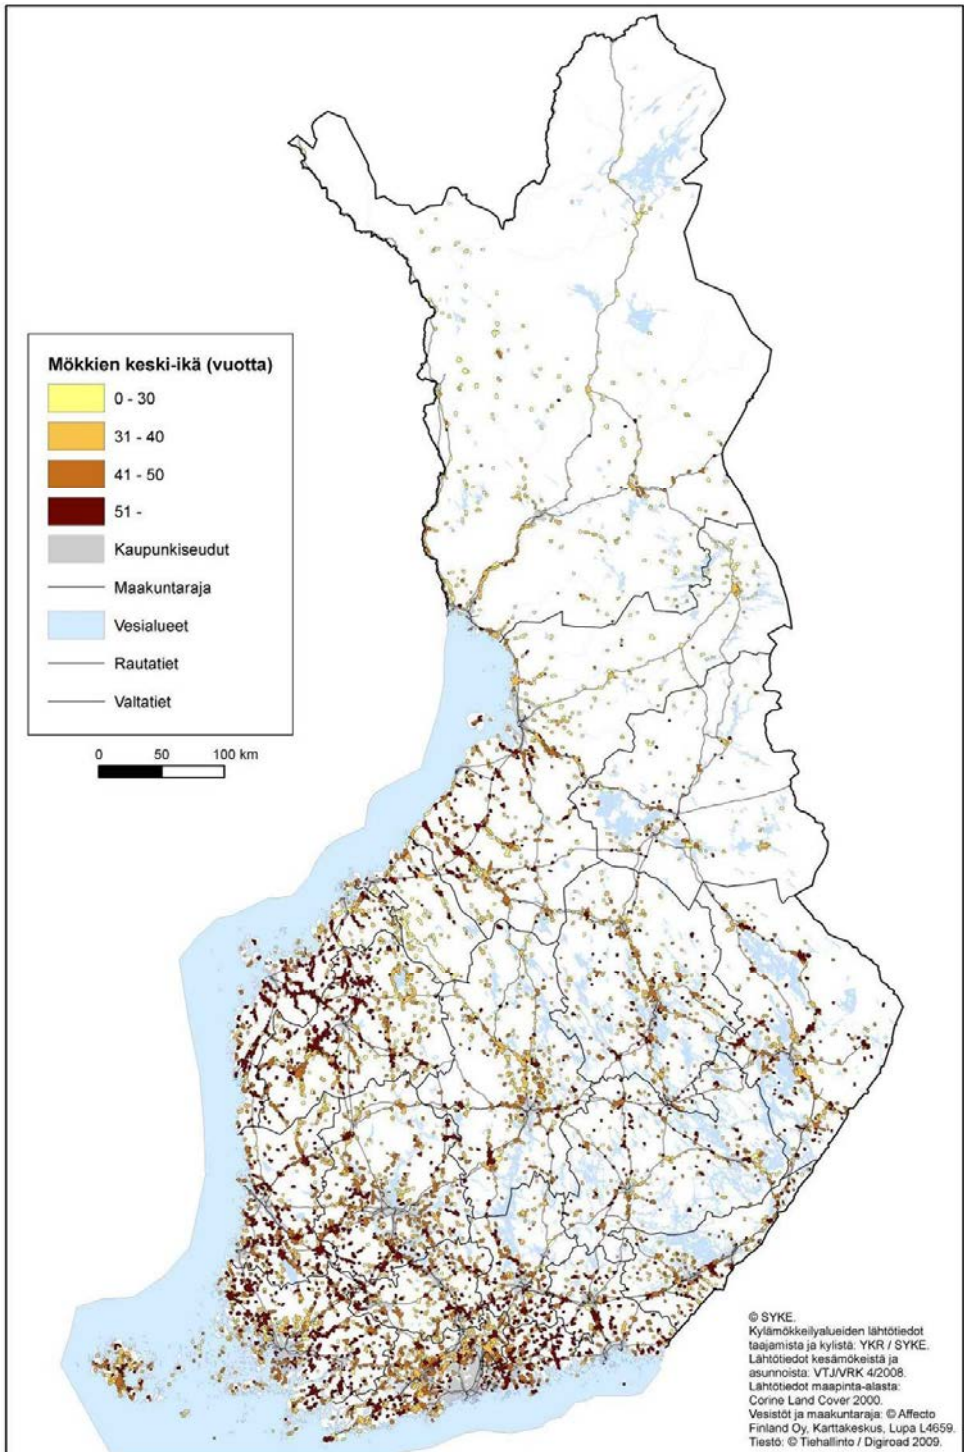 Mökkien keski-ikä (vuotta)
0 - 30
31 - 40
41 - 50
51 -
Kaupunkiseudut
Maakuntaraja
Vesialueet
Rautatiet
Valtatiet
0 50 100 km
© SYKE.
Kylämökkeilyalueiden lähtötiedot
taajamista ja kylistä: YKR / SYKE.
Lähtötiedot kesämökeistä ja
asunnoista: VTJ/VRK 4/2008.
Lähtötiedot maapinta-alasta:
Corine Land Cover 2000.
Vesistöt ja maakuntaraja: © Affecto
Finland Oy, Karttakeskus, Lupa L4659.
Tiestö: © Tiehallinto / Digiroad 2009.